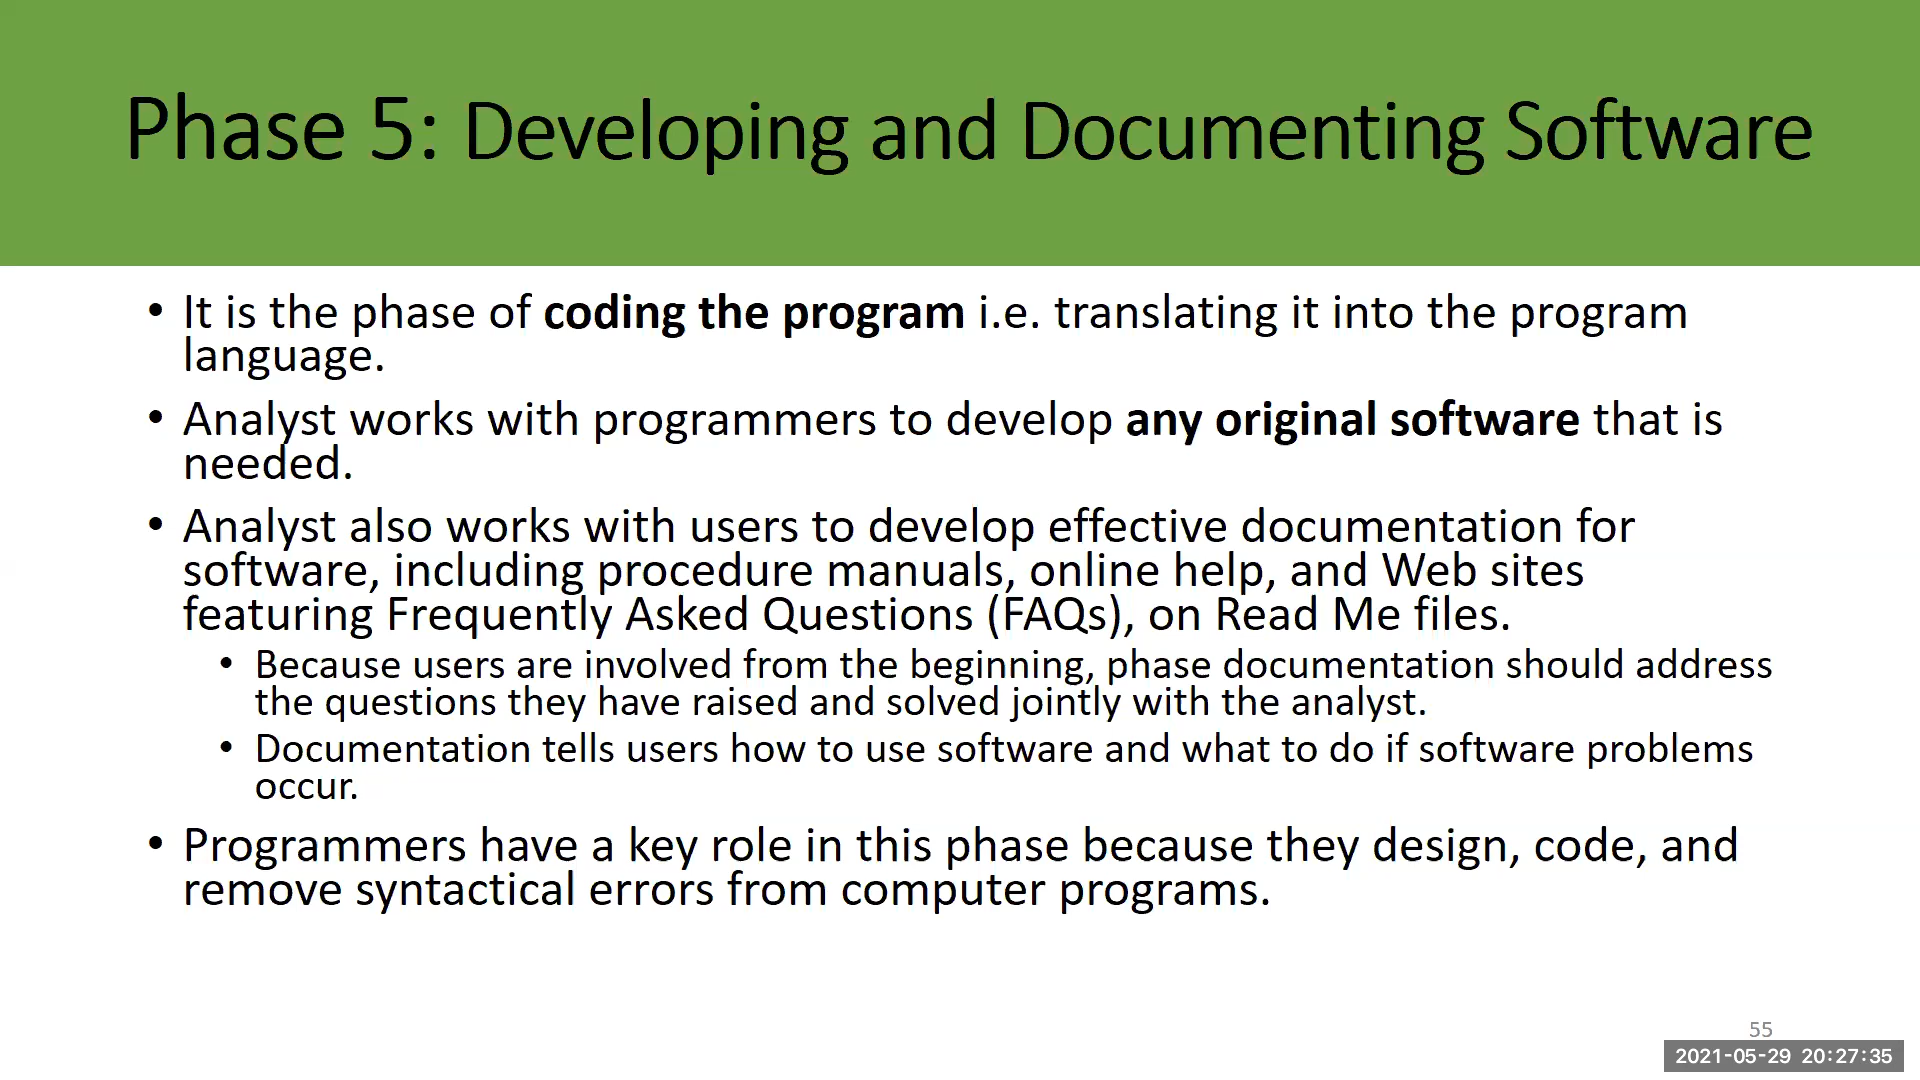 Phase 5: Developing and Documenting Software
• It is the phase of coding the program i.e. translating it into the program
language.
• Analyst works with programmers to develop any original software that is
needed.
• Analyst also works with users to develop effective documentation for
software, including procedure manuals, online help, and Web sites
featuring Frequently Asked Questions (FAQs), on Read Me files.
• Because users are involved from the beginning, phase documentation should address
the questions they have raised and solved jointly with the analyst.
• Documentation tells users how to use software and what to do if software problems
occur.
• Programmers have a key role in this phase because they design, code, and
remove syntactical errors from computer programs.
55
2021-05-29 20:27:35